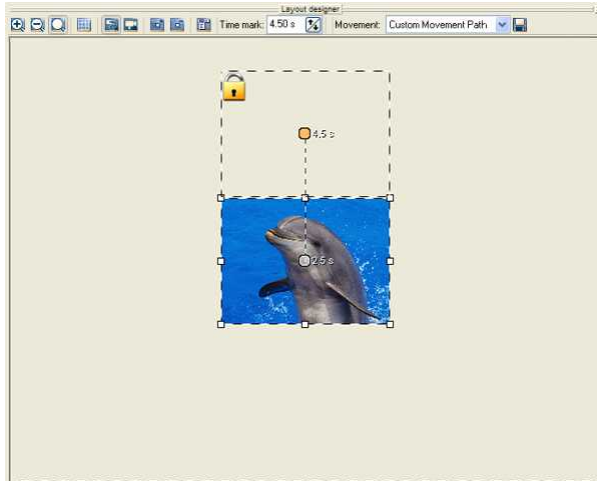 Layout designer
Time mark: 4.50 s Movement: Custom Movement Path
4.5 s
2.5 s